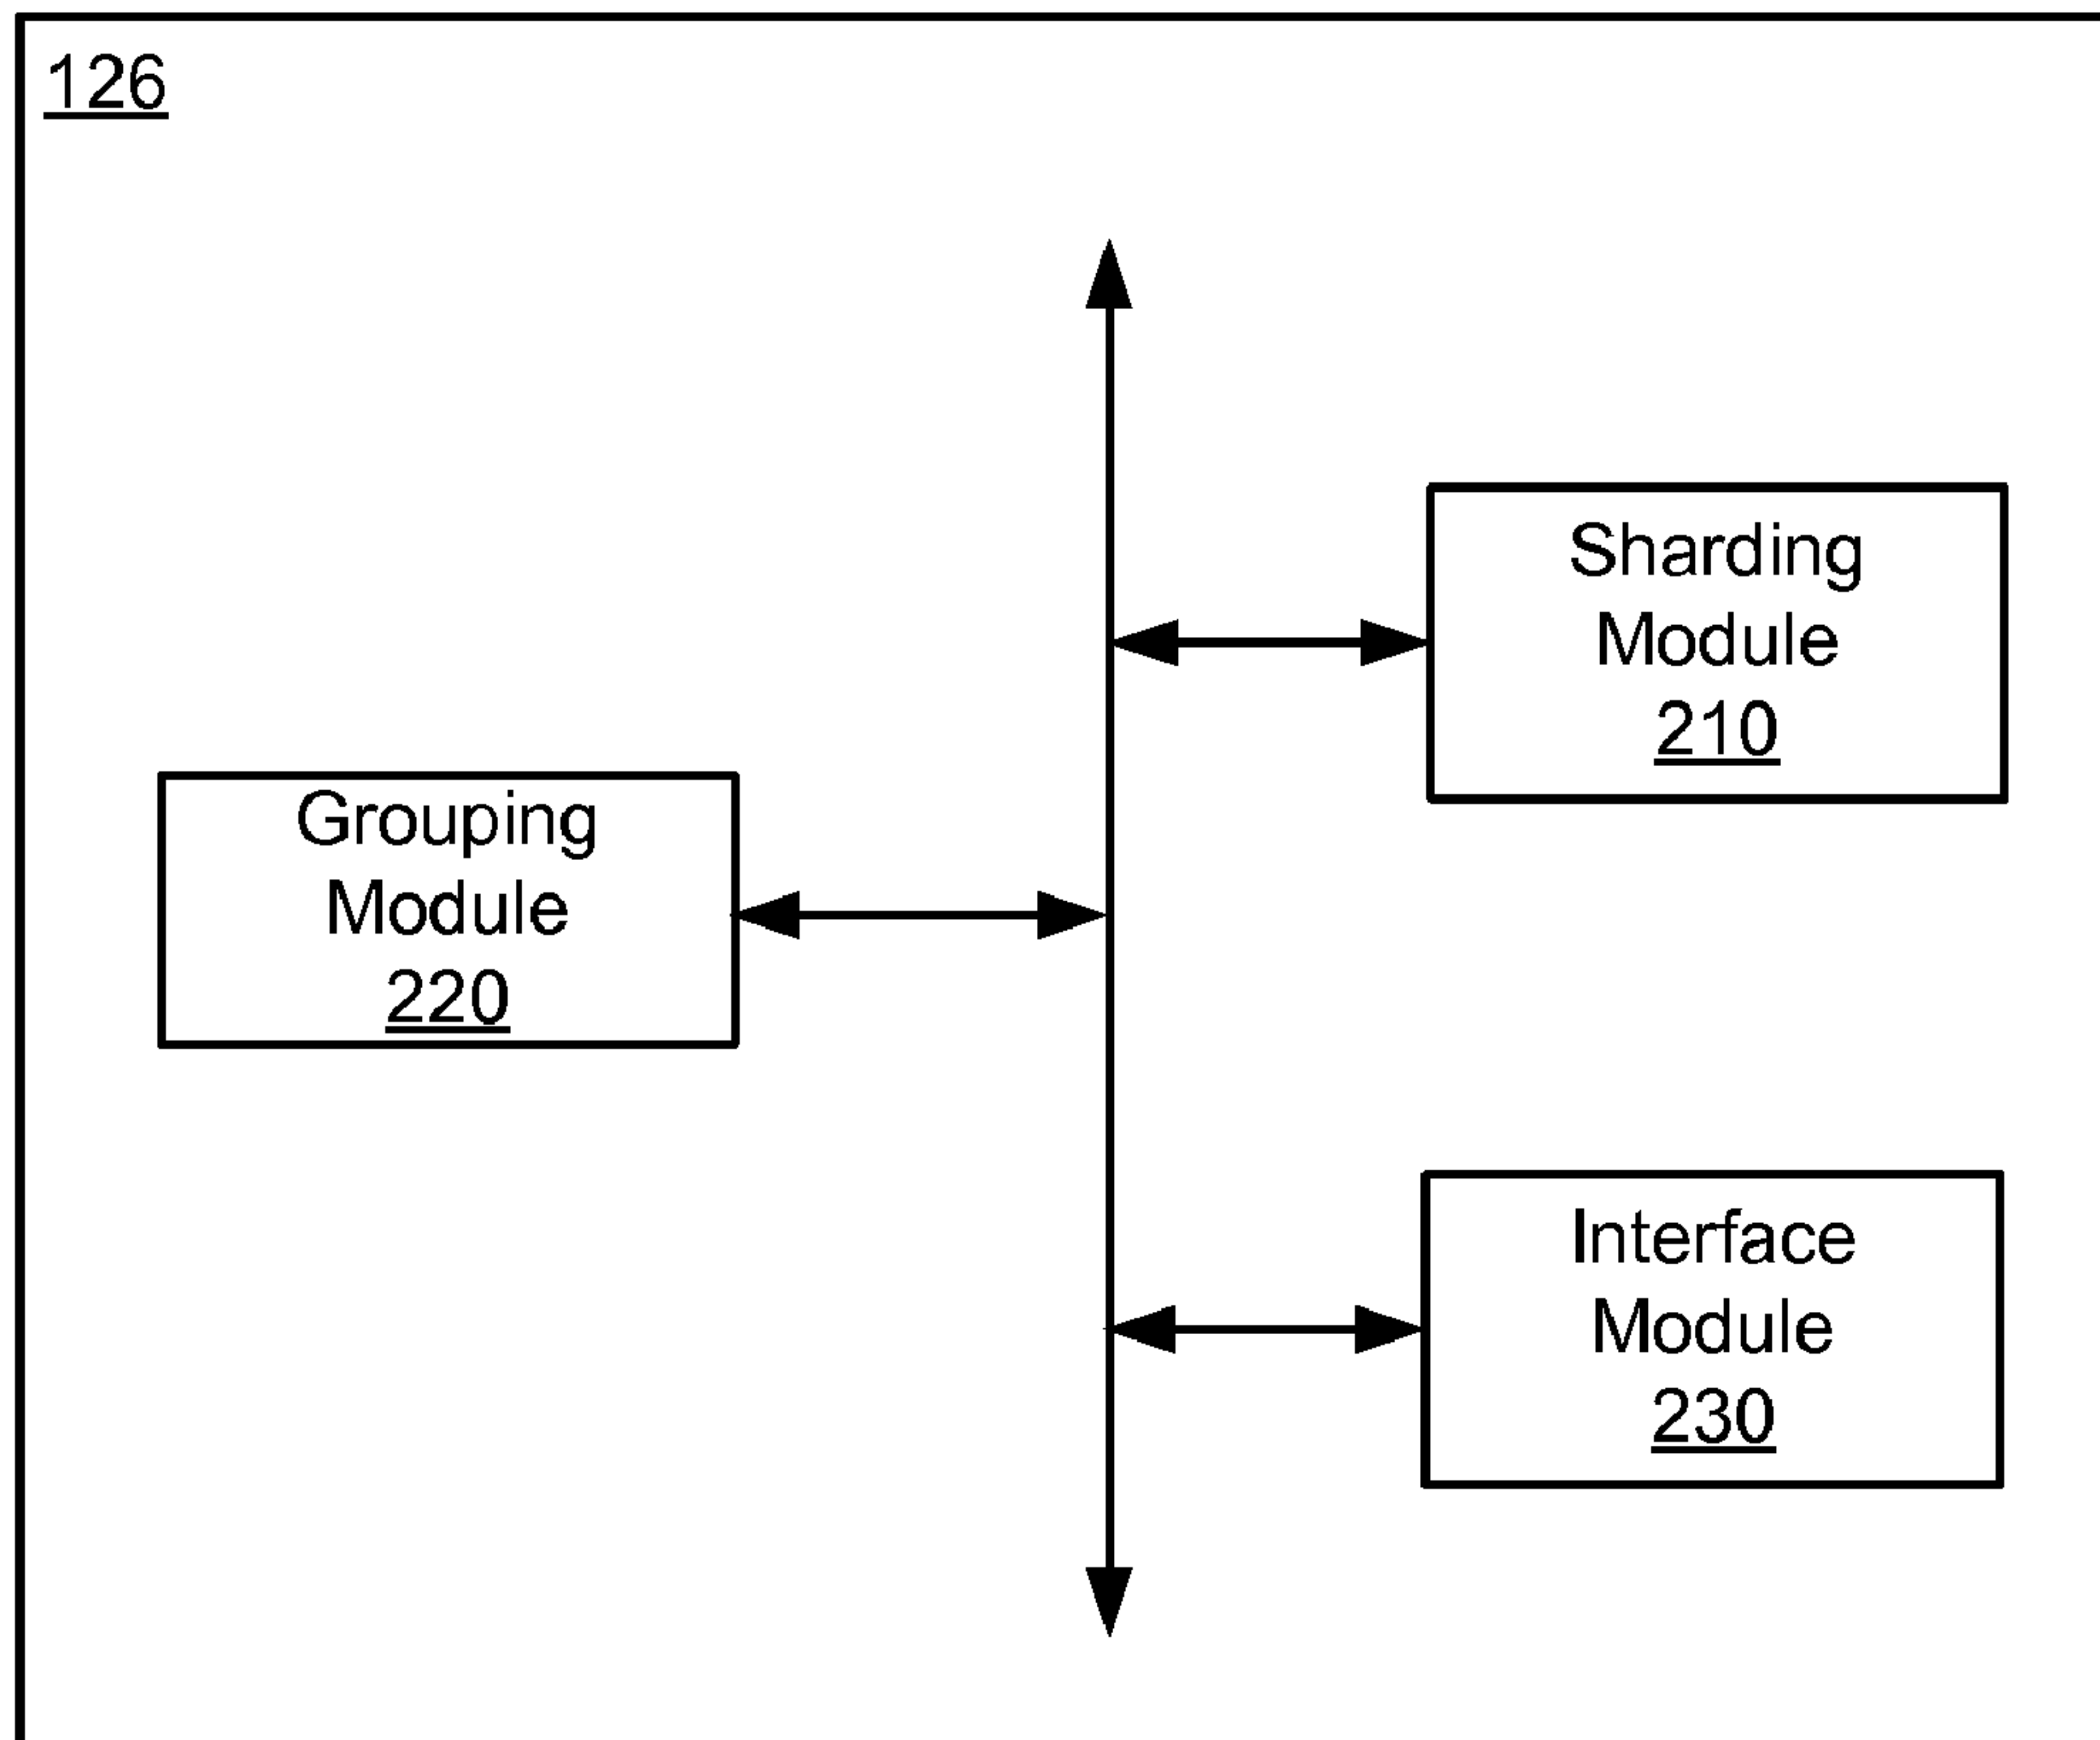 126
Sharding
Module
210
Grouping
Module
220
Interface
Module
230